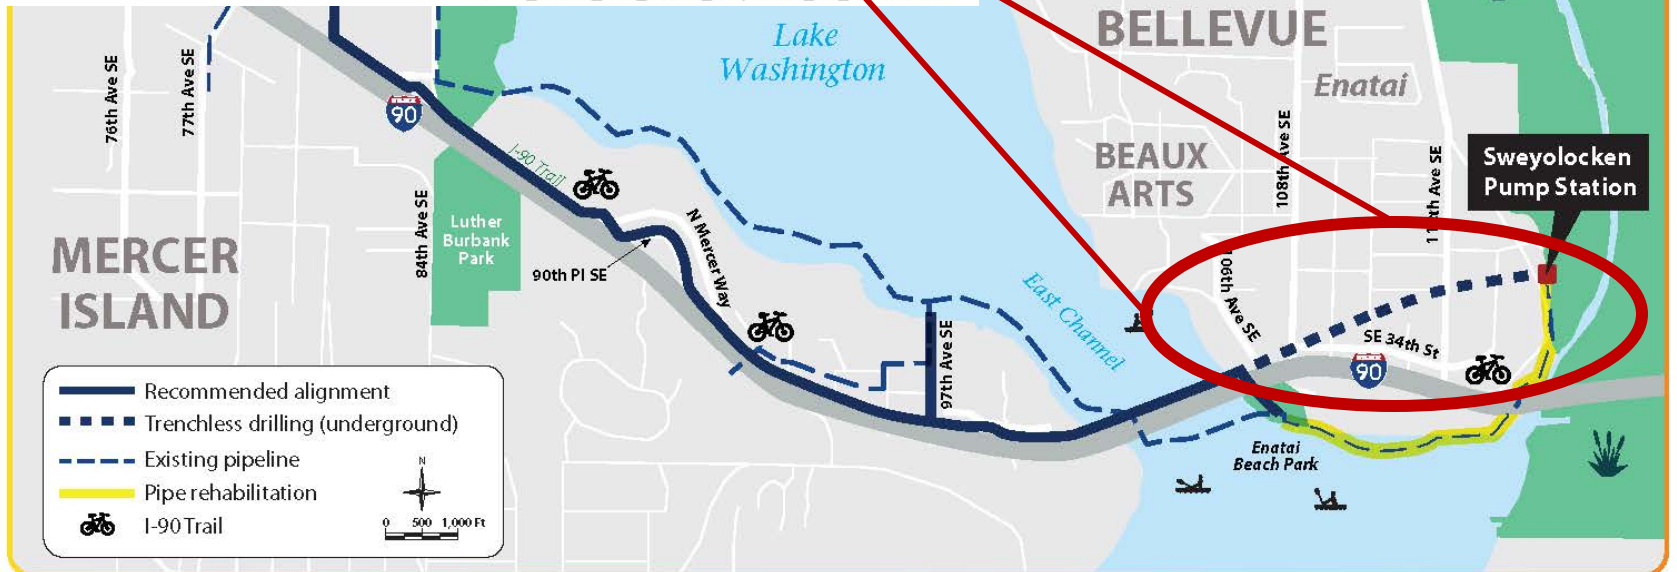 Lake
Washington
BELLEVUE
Enatai
76th Ave SE
77th Ave SE
90
I-90 Trail
BEAUX
ARTS
108th Ave SE
Sweyolocken
Pump Station
84th Ave SE
Luther
Burbank
Park
N Mercer Way
MERCER
ISLAND
90th Pl SE
East Channel
106th Ave SE
SE 34th St
90
97th Ave SE
Enatai
Beach Park
Recommended alignment
Trenchless drilling (underground)
Existing pipeline
Pipe rehabilitation
I-90 Trail
N
0 500 1,000 Ft